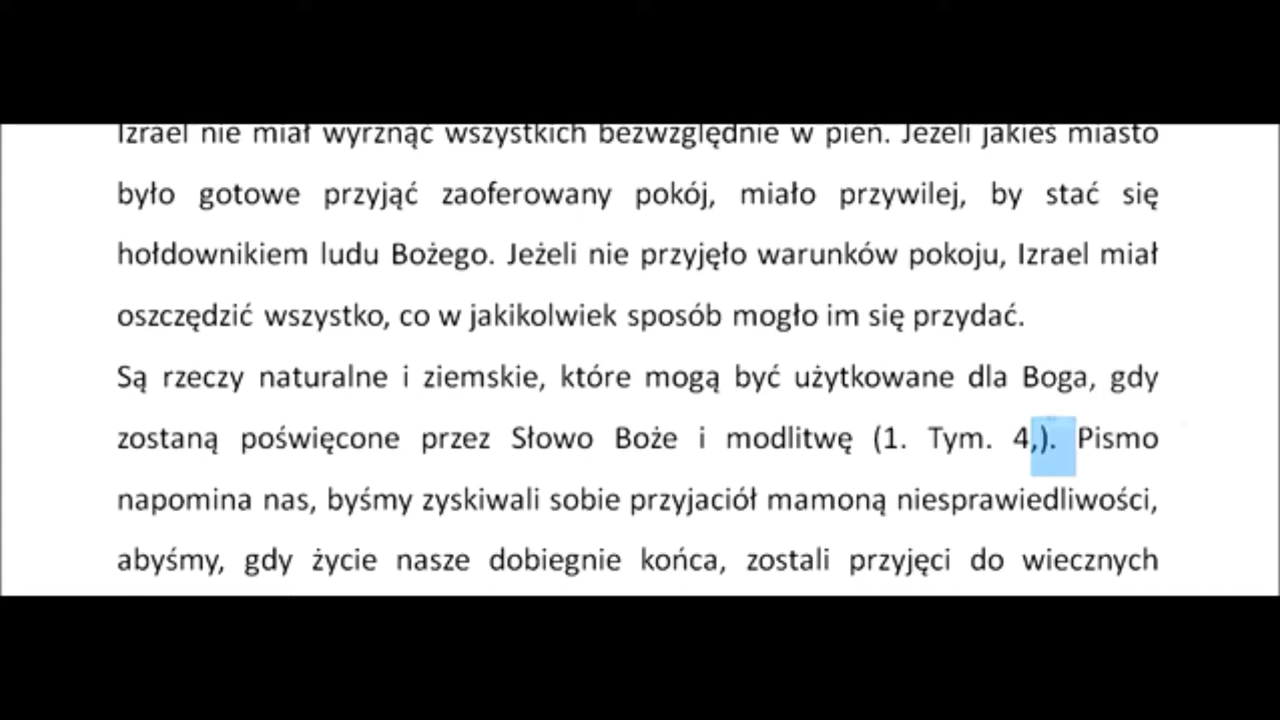 Izrael nie miał wyrznąć wszystkich bezwzględnie w pień. Jeżeli jakieś miasto
było gotowe przyjąć zaoferowany pokój, miało przywilej, by stać się
hołdownikiem ludu Bożego. Jeżeli nie przyjęło warunków pokoju, Izrael miał
oszczędzić wszystko, co w jakikolwiek sposób mogło im się przydać.
Są rzeczy naturalne i ziemskie, które mogą być użytkowane dla Boga, gdy
zostaną poświęcone przez Słowo Boże i modlitwę (1. Tym. 4,). Pismo
napomina nas, byśmy zyskiwali sobie przyjaciół mamoną niesprawiedliwości,
abyśmy, gdy życie nasze dobiegnie końca, zostali przyjęci do wiecznych